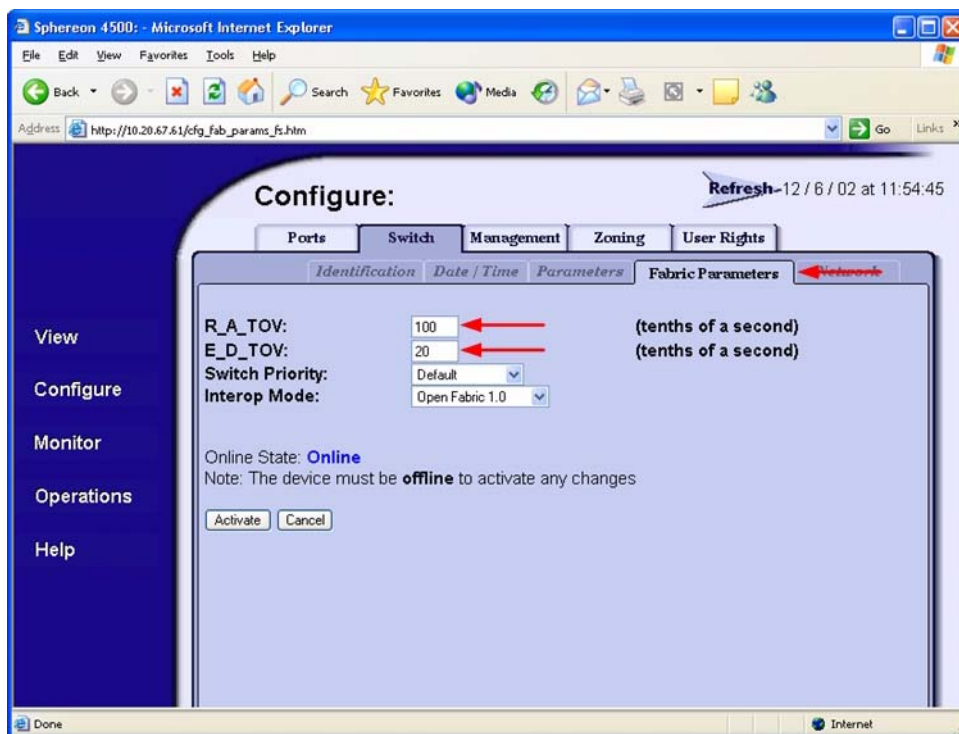 Sphereon 4500: - Microsoft Internet Explorer
File Edit View Favorites Tools Help
Back Search Favorites Media
Address http://10.20.67.61/cfg_fab_params_fs.htm Go Links »
Configure:
Refresh - 12 / 6 / 02 at 11:54:45
Ports Switch Management Zoning User Rights
Identification Date / Time Parameters Fabric Parameters Network
R_A_TOV: 100 (tenths of a second)
E_D_TOV: 20 (tenths of a second)
Switch Priority: Default
Interop Mode: Open Fabric 1.0
Online State: Online
Note: The device must be offline to activate any changes
Activate Cancel
View
Configure
Monitor
Operations
Help
Done Internet